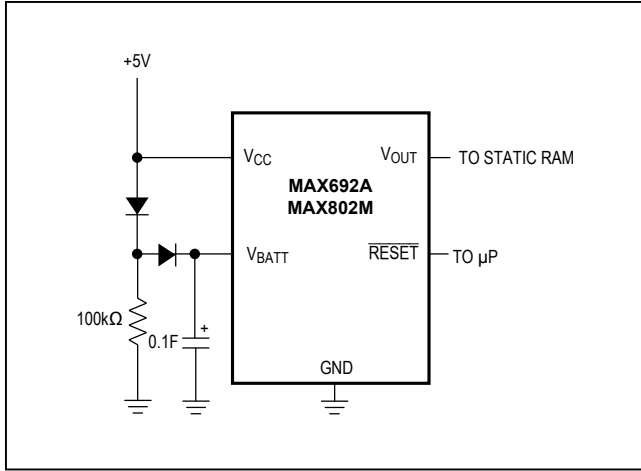 +5V
VCC
VOUT
TO STATIC RAM
MAX692A
MAX802M
VBATT
RESET
TO µP
100kΩ
0.1F
+
GND